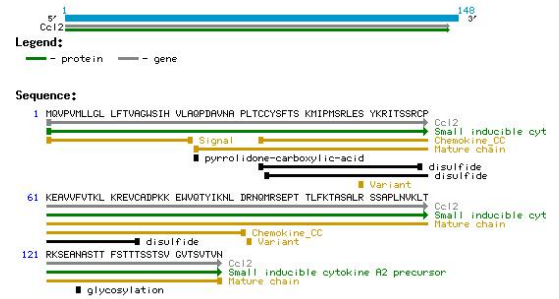 1 148
5′ 3′
Ccl2
Legend:
- protein - gene
Sequence:
1 MQVPVMLLGL LFTVAGWSIH VLAQPDAVNA PLTCCYSFTS KMIPMSRLES YKRITSSRCP
Ccl2
Small inducible cyt
Signal Chemokine_CC
Mature chain
pyrrolidone-carboxylic-acid disulfide
disulfide
Variant
61 KEAVVFVTKL KREVCADPKK EWVQTYIKNL DRNQMRSEPT TLFKTASALR SSAPLNVKLT
Ccl2
Small inducible cyt
Mature chain
Chemokine_CC
disulfide Variant
121 RKSEANASTT FSTTTSSTSV GVTSVTVN
Ccl2
Small inducible cytokine A2 precursor
Mature chain
glycosylation